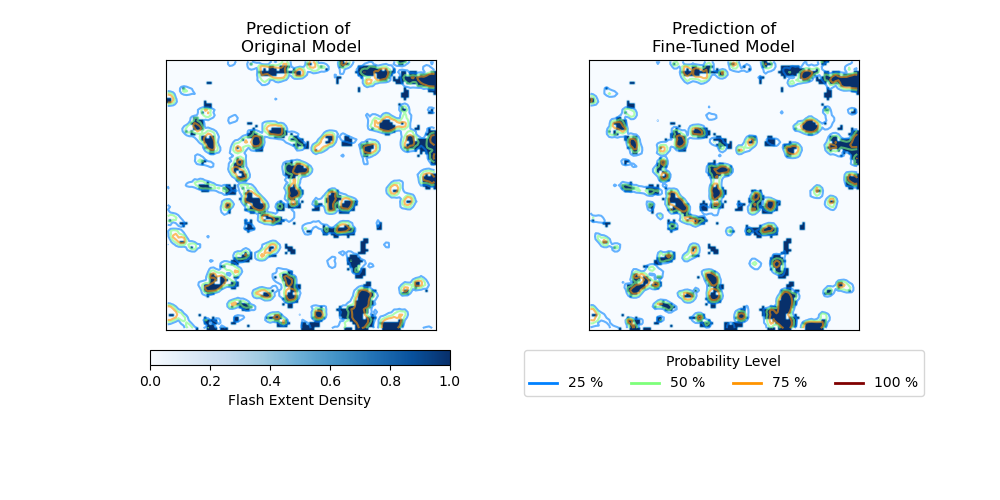 Prediction of
Original Model
Prediction of
Fine-Tuned Model
0.0 0.2 0.4 0.6 0.8 1.0
Flash Extent Density
Probability Level
25 % 50 % 75 % 100 %